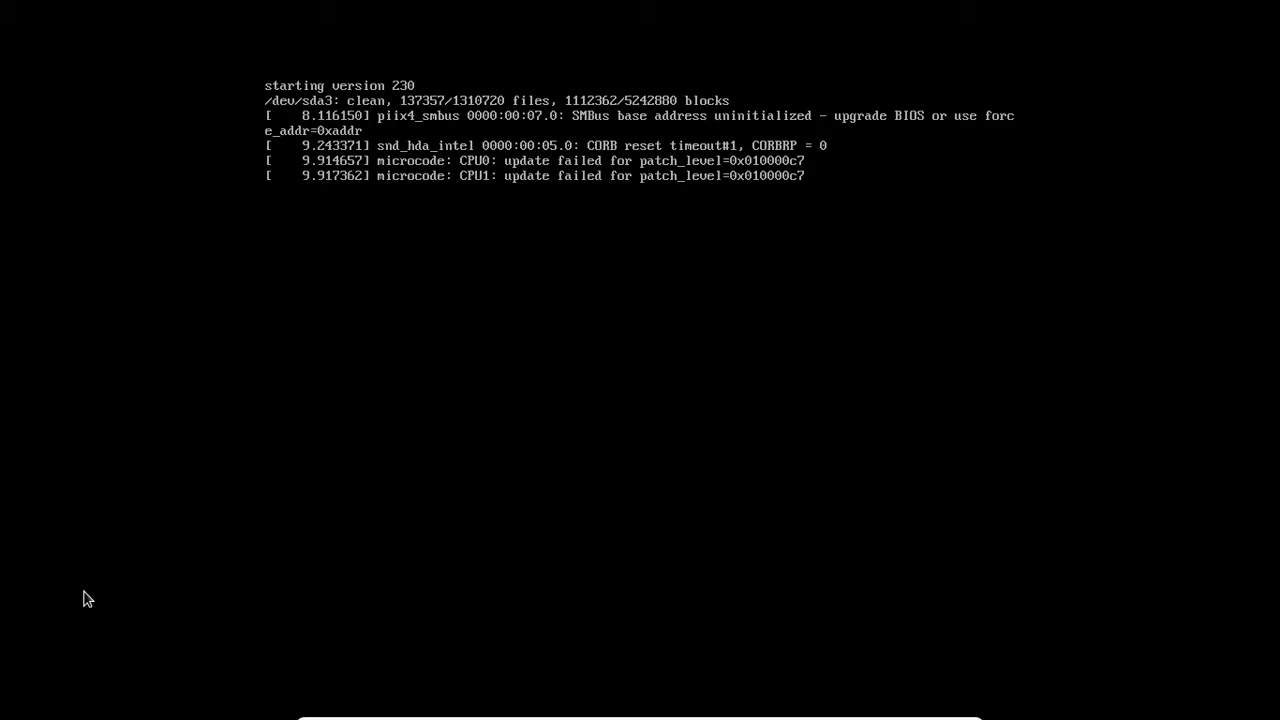 starting version 230
/dev/sda3: clean, 137357/1310720 files, 1112362/5242880 blocks
[    8.116150] piix4_smbus 0000:00:07.0: SMBus base address uninitialized - upgrade BIOS or use forc
e_addr=0xaddr
[    9.243371] snd_hda_intel 0000:00:05.0: CORB reset timeout#1, CORBRP = 0
[    9.914657] microcode: CPU0: update failed for patch_level=0x010000c7
[    9.917362] microcode: CPU1: update failed for patch_level=0x010000c7